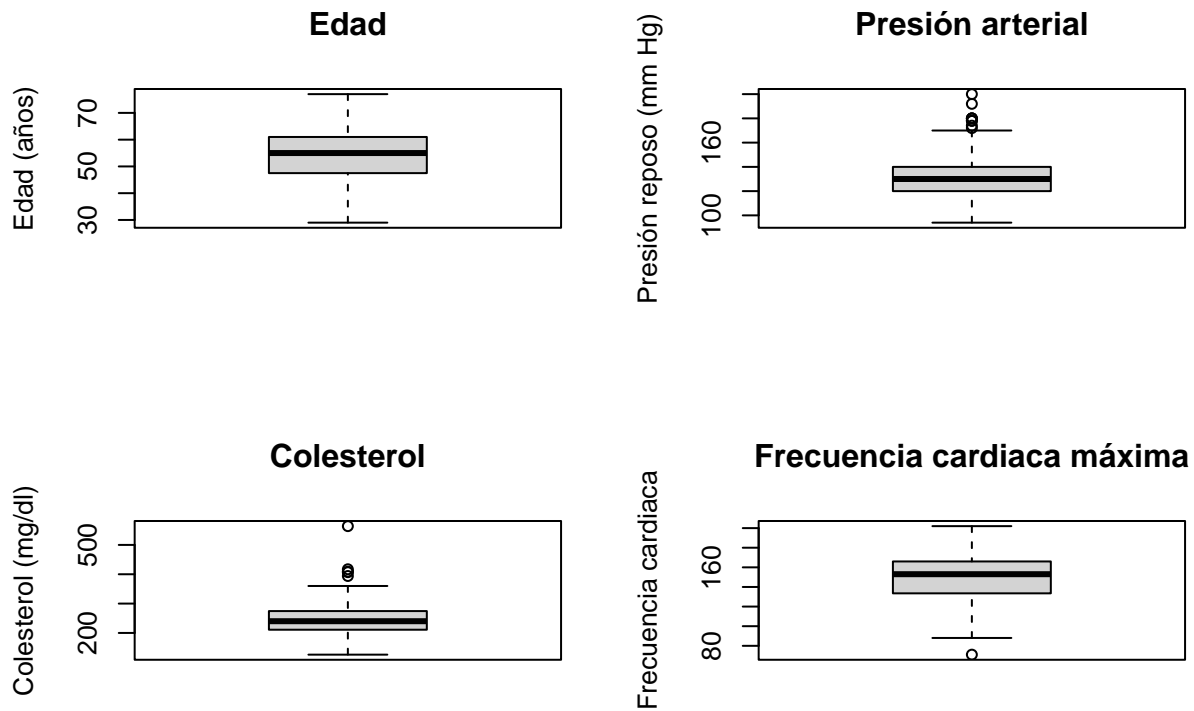 Edad
Edad (años)
30
50
70
Presión arterial
Presión reposo (mm Hg)
100
160
Colesterol
Colesterol (mg/dl)
200
500
Frecuencia cardiaca máxima
Frecuencia cardiaca
80
160